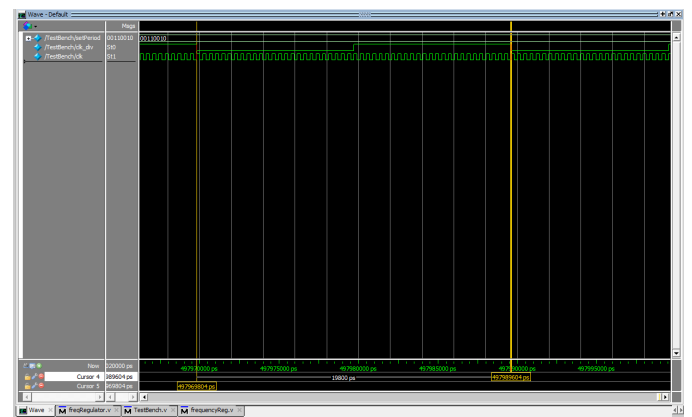 Wave - Default
Msgs
/TestBench/setPeriod 00110010 00110010
/TestBench/clk_div St0
/TestBench/clk St1
Now 320000 ps
497970000 ps 497975000 ps 497980000 ps 497985000 ps 497990000 ps 497995000 ps
Cursor 4 989604 ps 19800 ps 497989604 ps
Cursor 5 969804 ps 497969804 ps
Wave freqRegulator.v TestBench.v frequencyReg.v